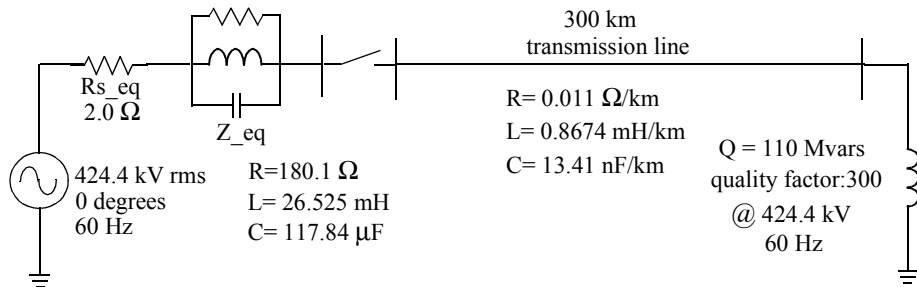 300 km
transmission line
Rs_eq
2.0 Ω
Z_eq
R= 0.011 Ω/km
L= 0.8674 mH/km
C= 13.41 nF/km
424.4 kV rms
0 degrees
60 Hz
R=180.1 Ω
L= 26.525 mH
C= 117.84 μF
Q = 110 Mvars
quality factor:300
@ 424.4 kV
60 Hz